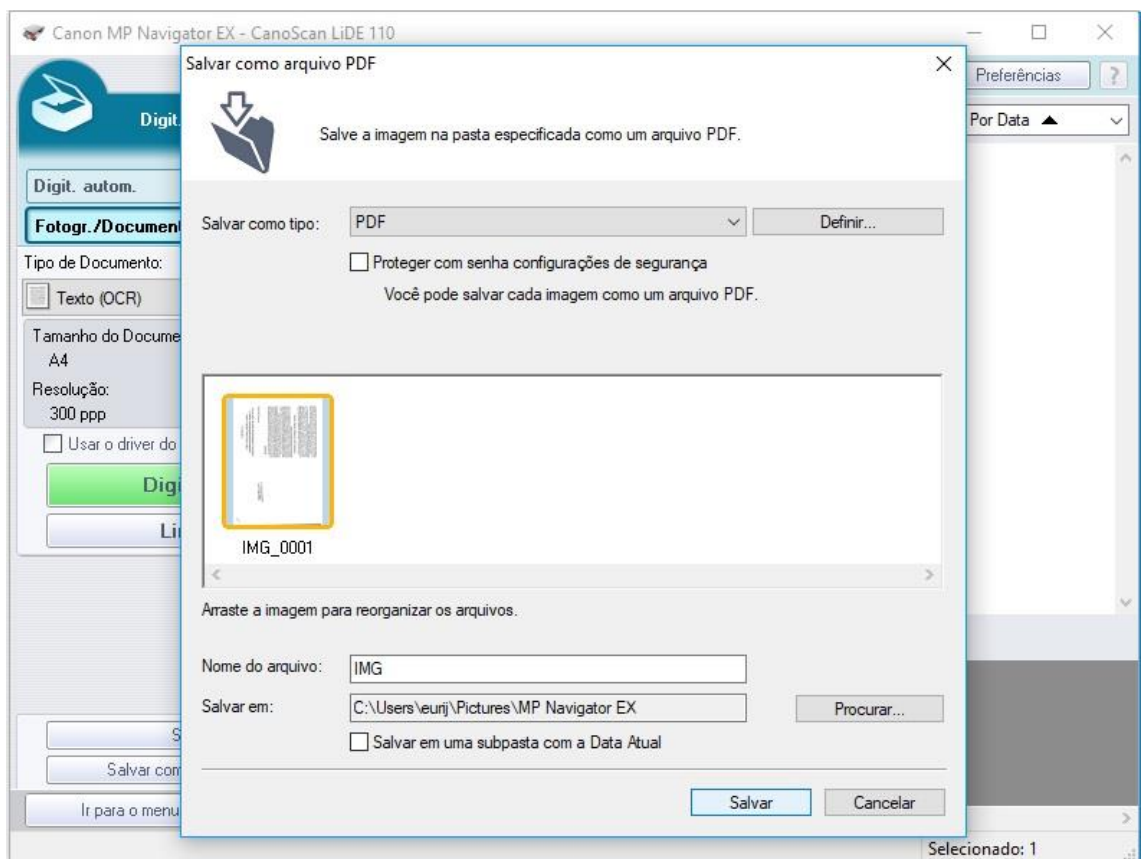 Canon MP Navigator EX - CanoScan LiDE 110
Salvar como arquivo PDF
Preferências
?
Digit.
Salve a imagem na pasta especificada como um arquivo PDF.
Por Data
Digit. autom.
Fotogr./Documen
Salvar como tipo:
PDF
Definir...
Tipo de Documento:
Proteger com senha configurações de segurança
Texto (OCR)
Você pode salvar cada imagem como um arquivo PDF.
Tamanho do Docume
A4
Resolução:
300 ppp
Usar o driver do
Digi
Li
IMG_0001
Arraste a imagem para reorganizar os arquivos.
Nome do arquivo:
IMG
Salvar em:
C:\Users\eurij\Pictures\MP Navigator EX
Procurar...
S
Salvar em uma subpasta com a Data Atual
Salvar com
Salvar
Cancelar
Ir para o menu
Selecionado: 1